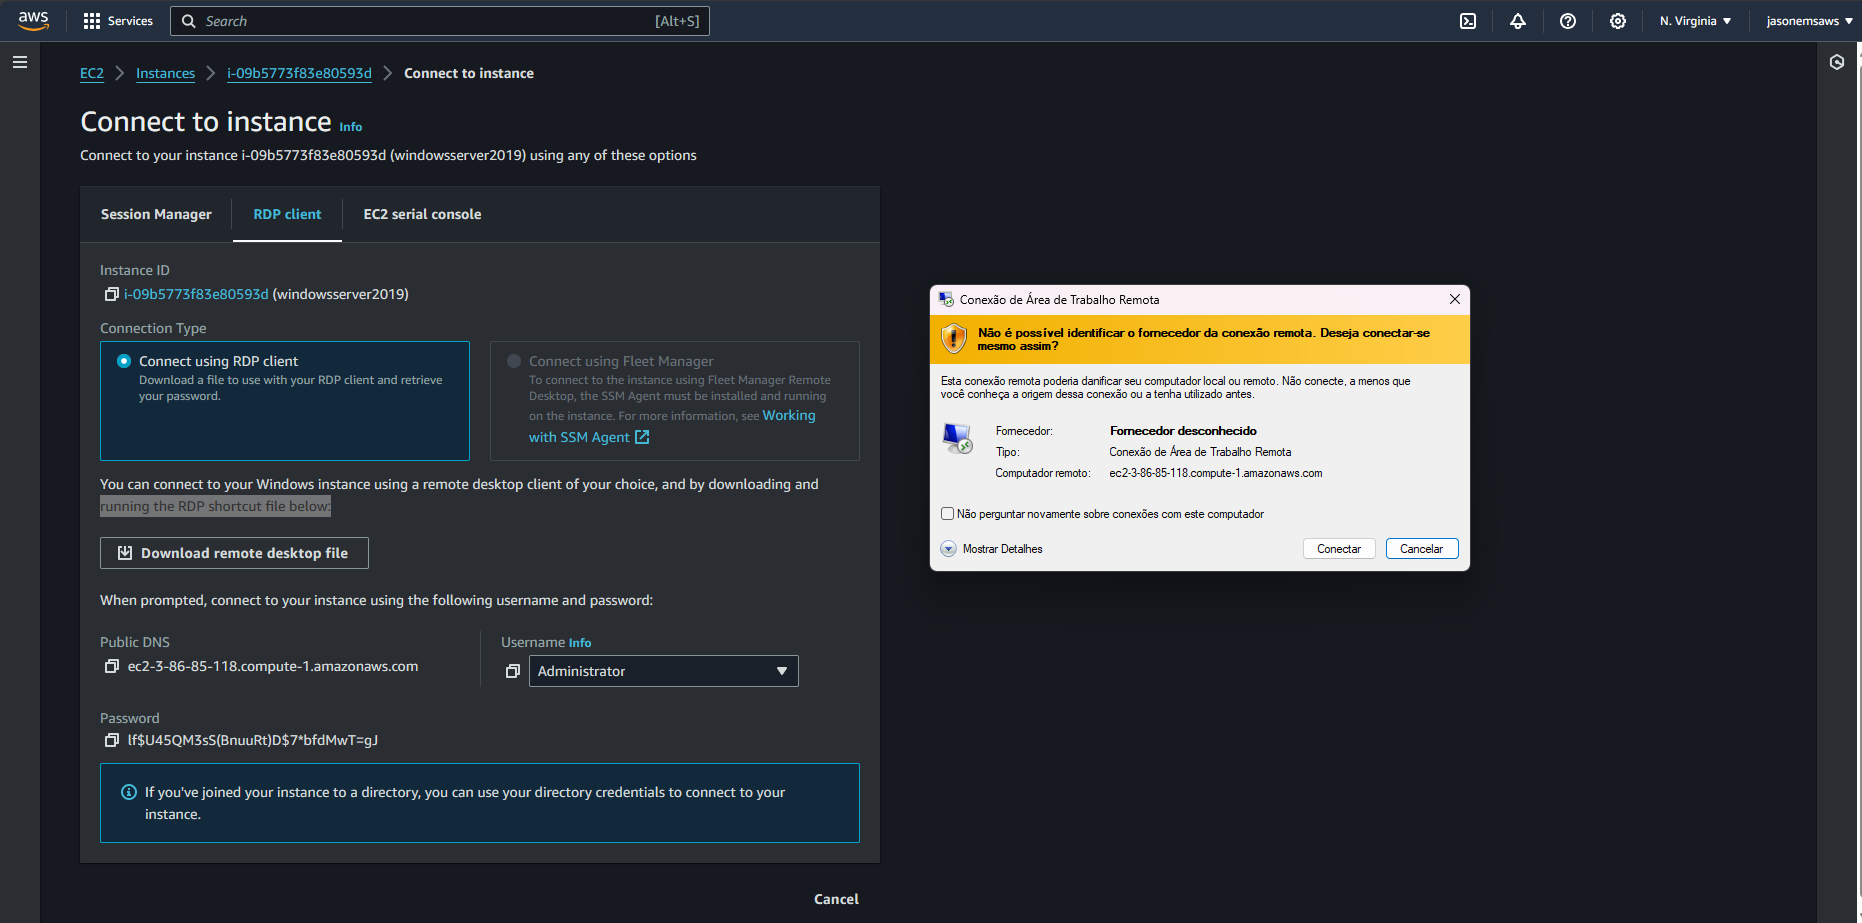 aws
Services
Search
[Alt+S]
N. Virginia
jasonemsaws
EC2
Instances
i-09b5773f83e80593d
Connect to instance
Connect to instance Info
Connect to your instance i-09b5773f83e80593d (windowsserver2019) using any of these options
Session Manager
RDP client
EC2 serial console
Instance ID
i-09b5773f83e80593d (windowsserver2019)
Connection Type
Connect using RDP client
Download a file to use with your RDP client and retrieve
your password.
Connect using Fleet Manager
To connect to the instance using Fleet Manager Remote
Desktop, the SSM Agent must be installed and running
on the instance. For more information, see Working
with SSM Agent
You can connect to your Windows instance using a remote desktop client of your choice, and by downloading and
running the RDP shortcut file below:
Download remote desktop file
When prompted, connect to your instance using the following username and password:
Public DNS
ec2-3-86-85-118.compute-1.amazonaws.com
Username Info
Administrator
Password
lf$U45QM3sS(BnuuRt)D$7*bfdMwT=gJ
If you've joined your instance to a directory, you can use your directory credentials to connect to your
instance.
Cancel
Conexão de Área de Trabalho Remota
Não é possível identificar o fornecedor da conexão remota. Deseja conectar-se
mesmo assim?
Esta conexão remota poderia danificar seu computador local ou remoto. Não conecte, a menos que
você conheça a origem dessa conexão ou a tenha utilizado antes.
Fornecedor: Fornecedor desconhecido
Tipo: Conexão de Área de Trabalho Remota
Computador remoto: ec2-3-86-85-118.compute-1.amazonaws.com
Não perguntar novamente sobre conexões com este computador
Mostrar Detalhes
Conectar
Cancelar